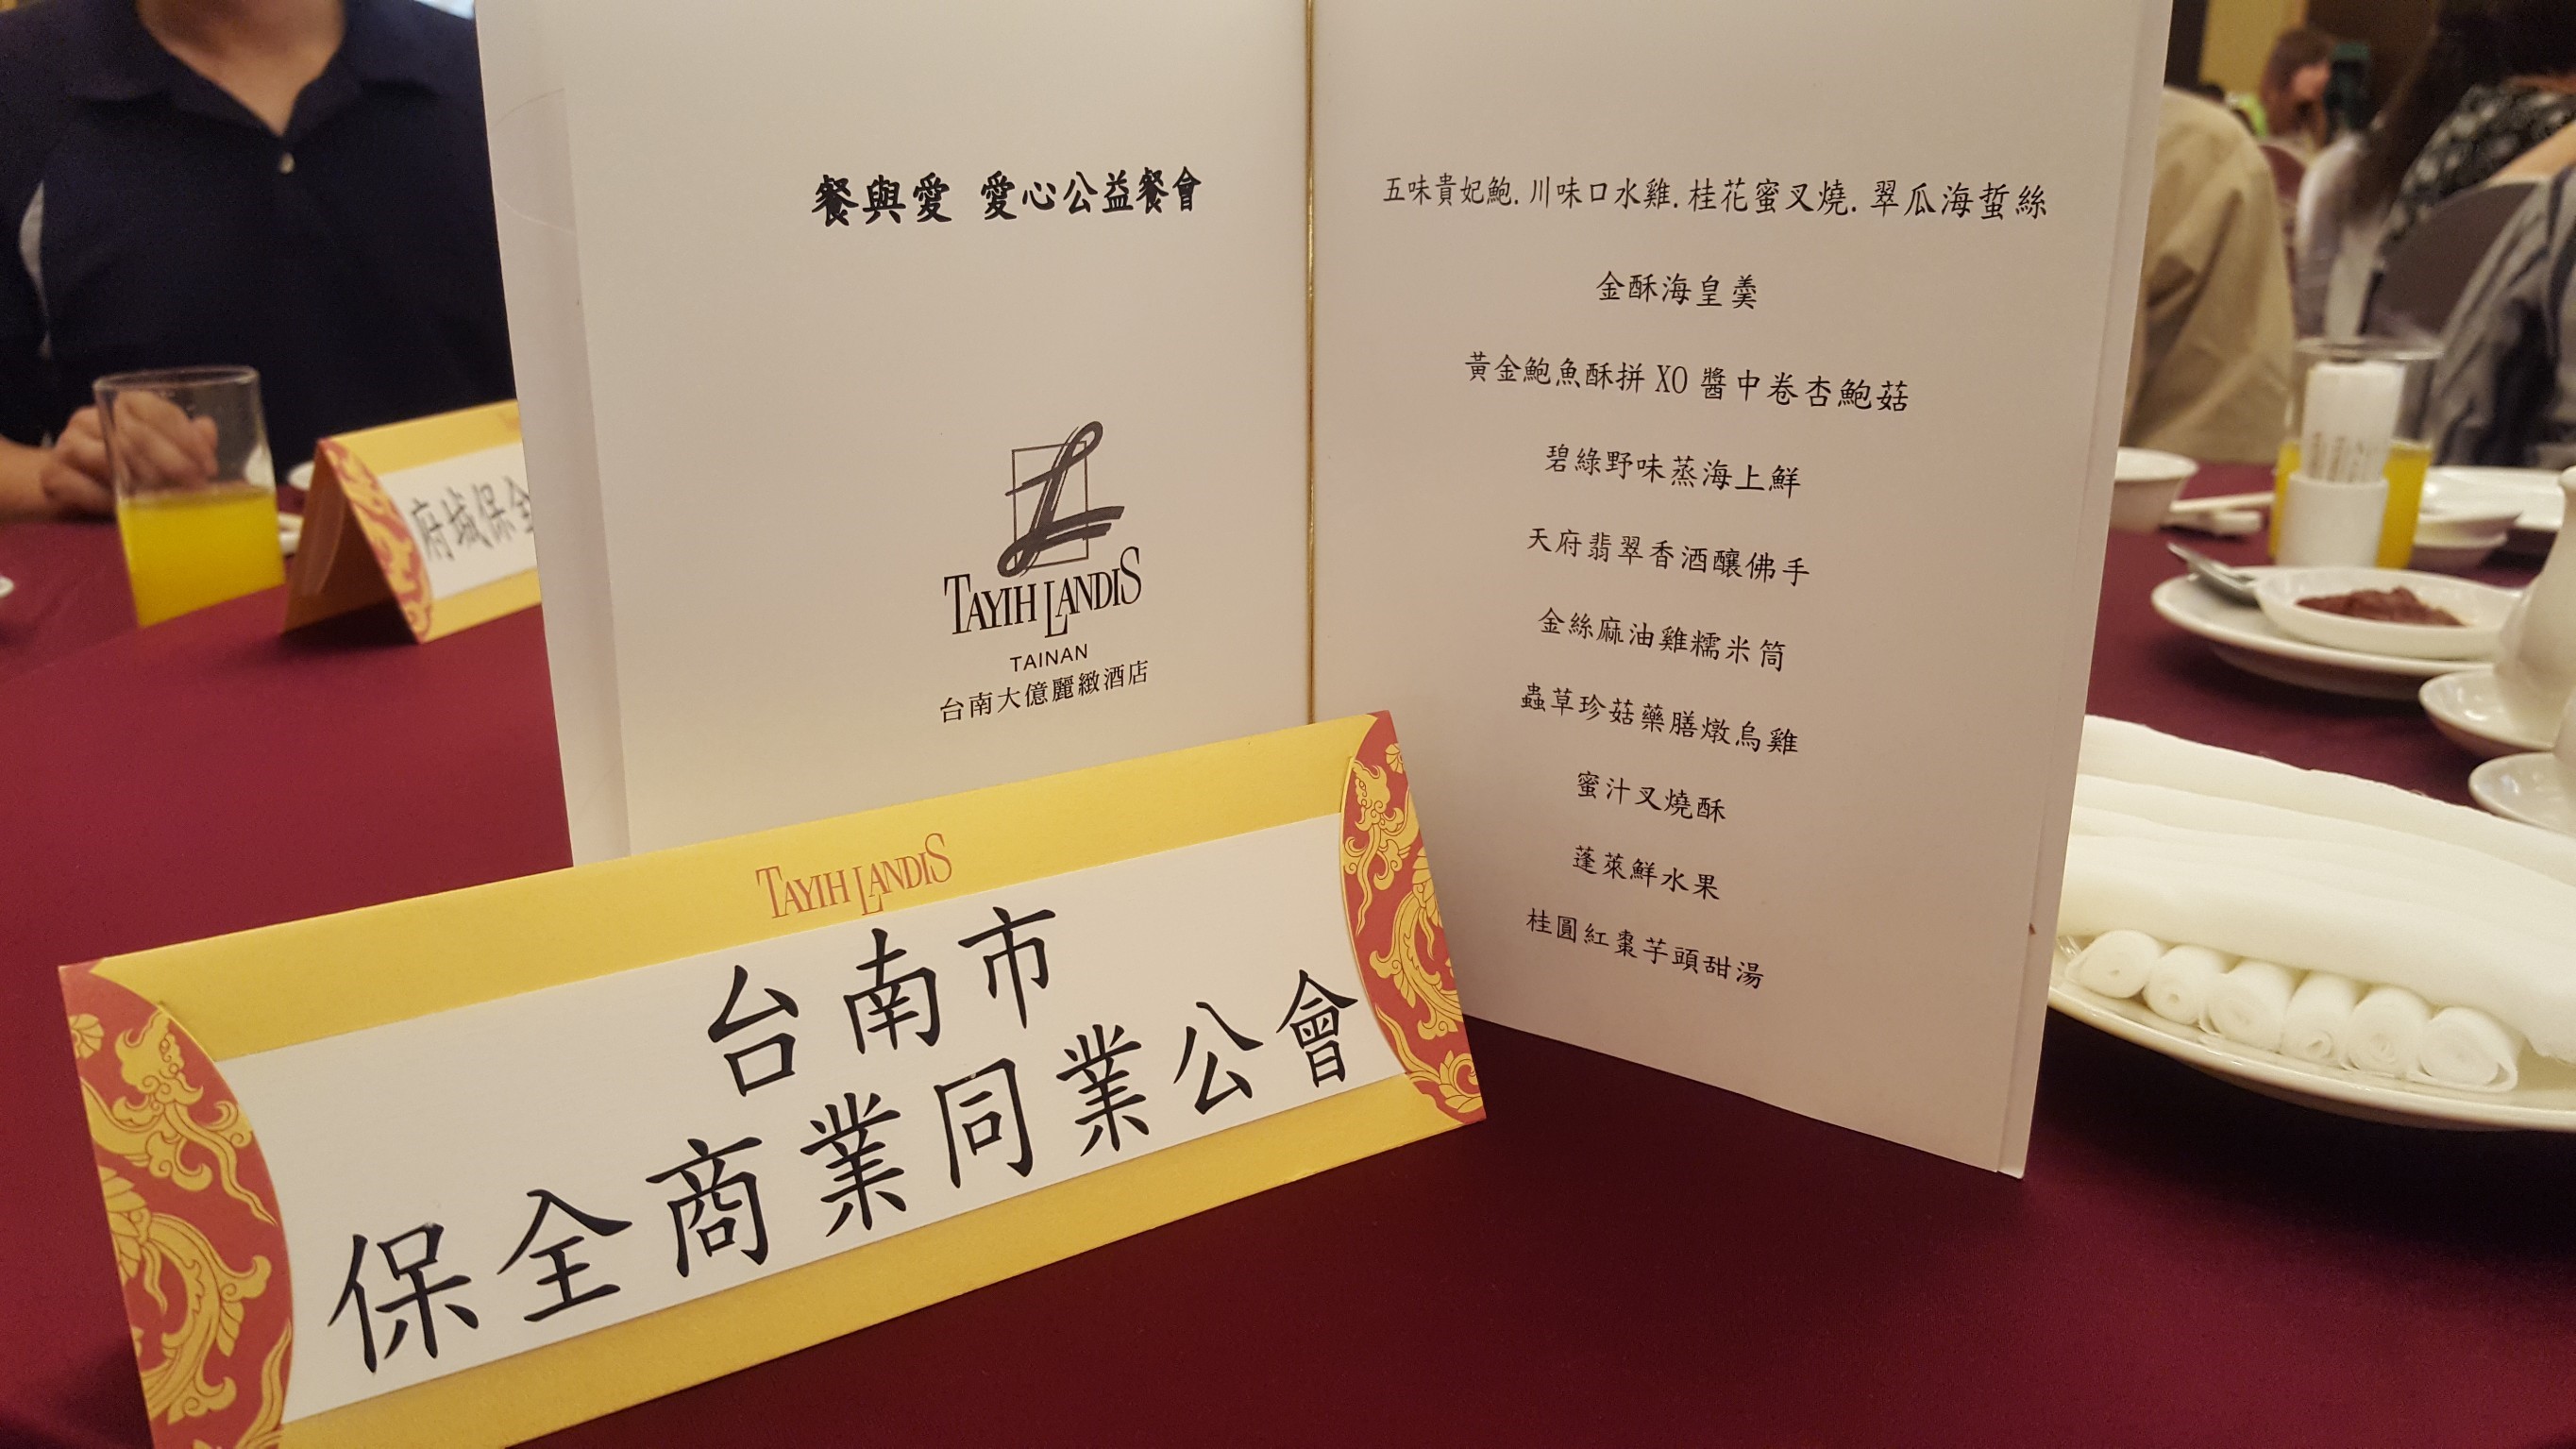 餐與愛 愛心公益餐會
TAYIH LANDIS
TAINAN
台南大億麗緻酒店
五味貴妃鮑.川味口水雞.桂花蜜叉燒.翠瓜海蜇絲
金酥海皇羹
黃金鮑魚酥拼 XO 醬中卷杏鮑菇
碧綠野味蒸海上鮮
天府翡翠香酒釀佛手
金絲麻油雞糯米筒
蟲草珍菇藥膳燉烏雞
蜜汁叉燒酥
蓬萊鮮水果
桂圓紅棗芋頭甜湯
府城保全
TAYIH LANDIS
台南市
保全商業同業公會